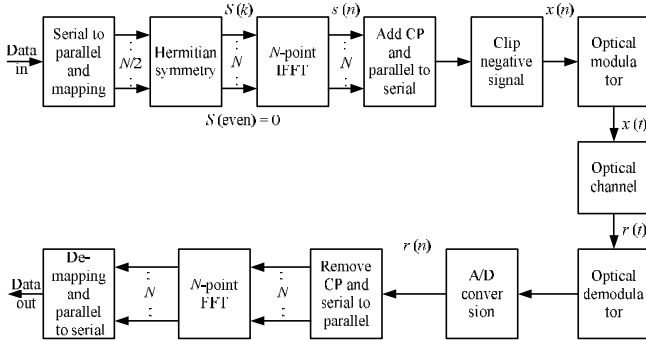 S(k)
s(n)
x(n)
Data
in
Serial to
parallel
and
mapping
N/2
Hermitian
symmetry
N
N-point
IFFT
N
Add CP
and
parallel to
serial
Clip
negative
signal
Optical
modula
tor
S(even) = 0
x(t)
Optical
channel
r(t)
r(n)
Data
out
De-
mapping
and
parallel
to serial
N
N-point
FFT
N
Remove
CP and
serial to
parallel
A/D
conver
sion
Optical
demodula
tor